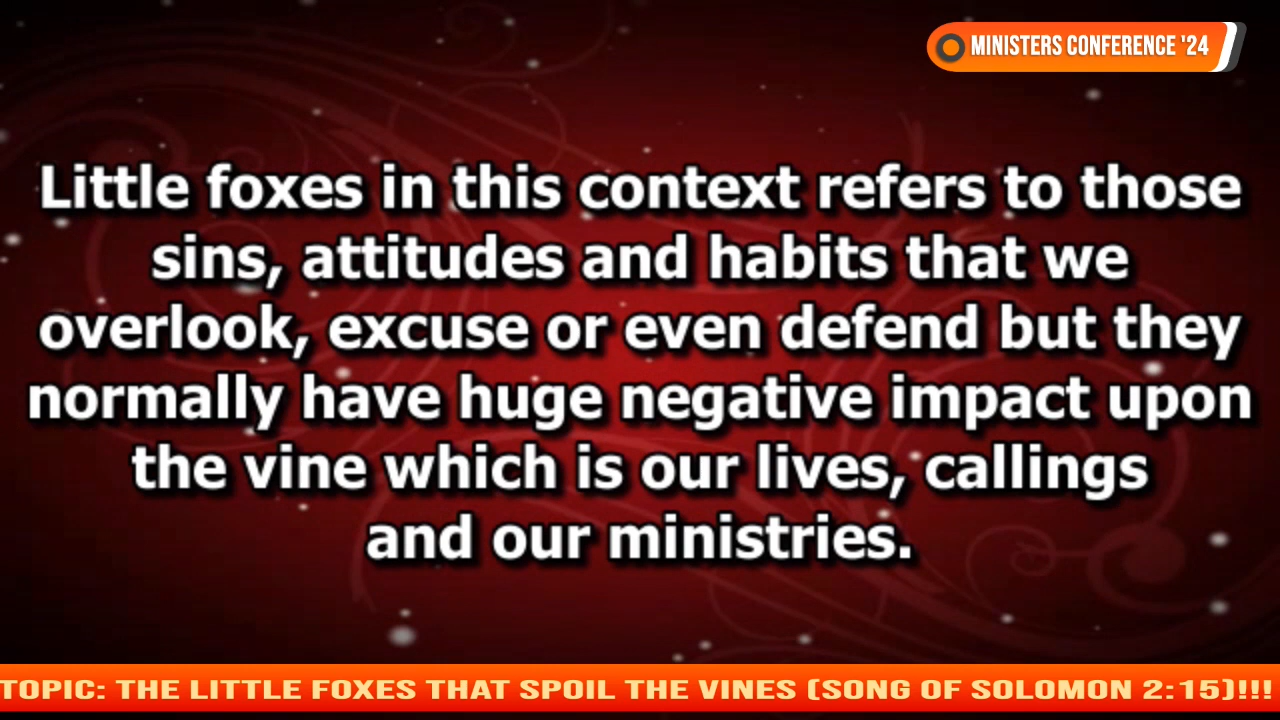 MINISTERS CONFERENCE '24
Little foxes in this context refers to those
sins, attitudes and habits that we
overlook, excuse or even defend but they
normally have huge negative impact upon
the vine which is our lives, callings
and our ministries.
TOPIC: THE LITTLE FOXES THAT SPOIL THE VINES (SONG OF SOLOMON 2:15)!!!